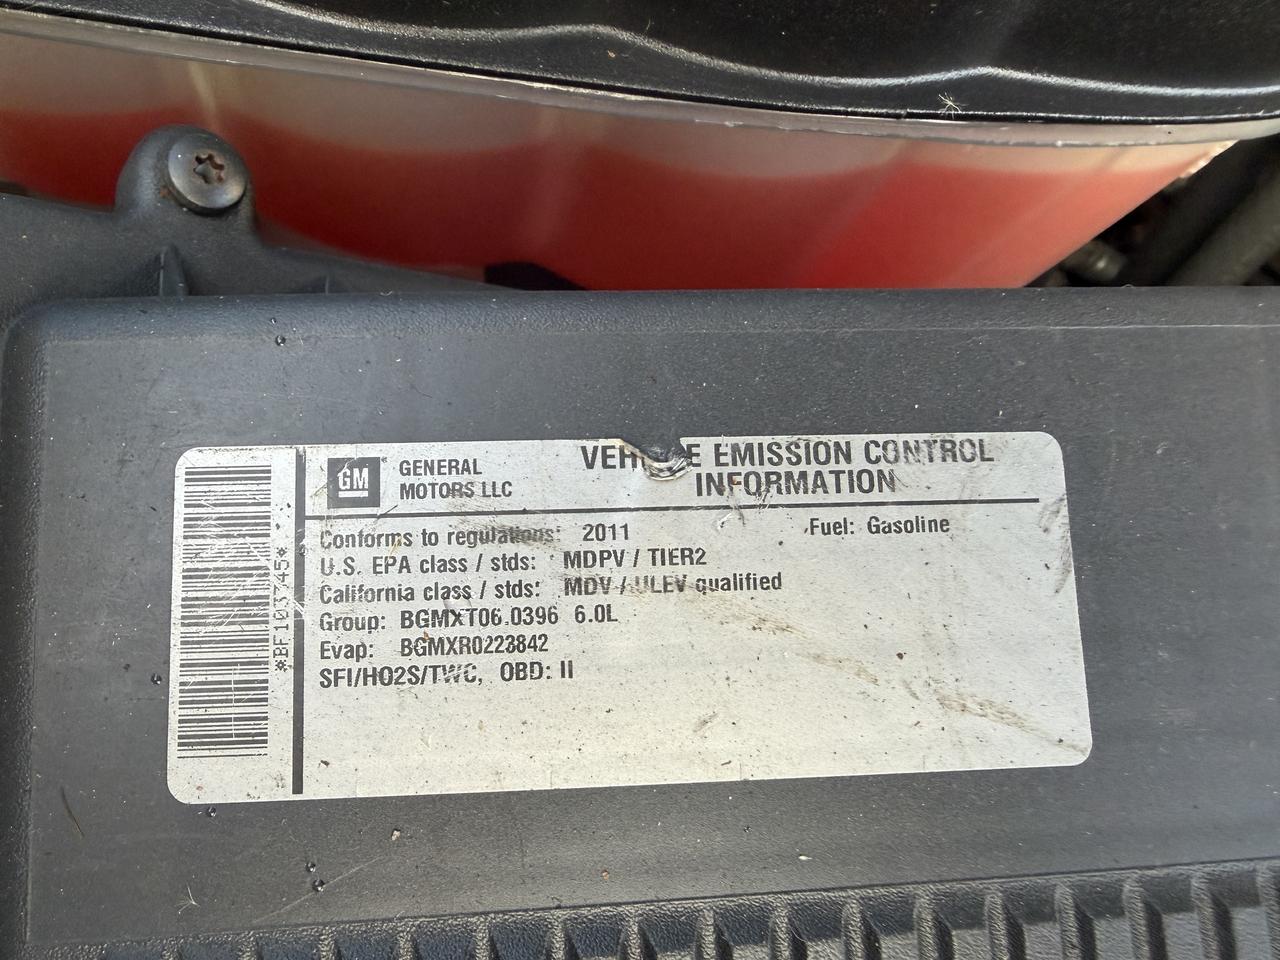 GM
GENERAL
MOTORS LLC
EMISSION CONTROL
INFORMATION
Conforms to regulations: 2011
Fuel: Gasoline
U.S. EPA class / stds: MDPV / TIER2
California class / stds: MDV / ULEV qualified
Group: BGMXT06.0396 6.0L
Evap: BGMXR0223842
SFI/HO2S/TWC, OBD: II